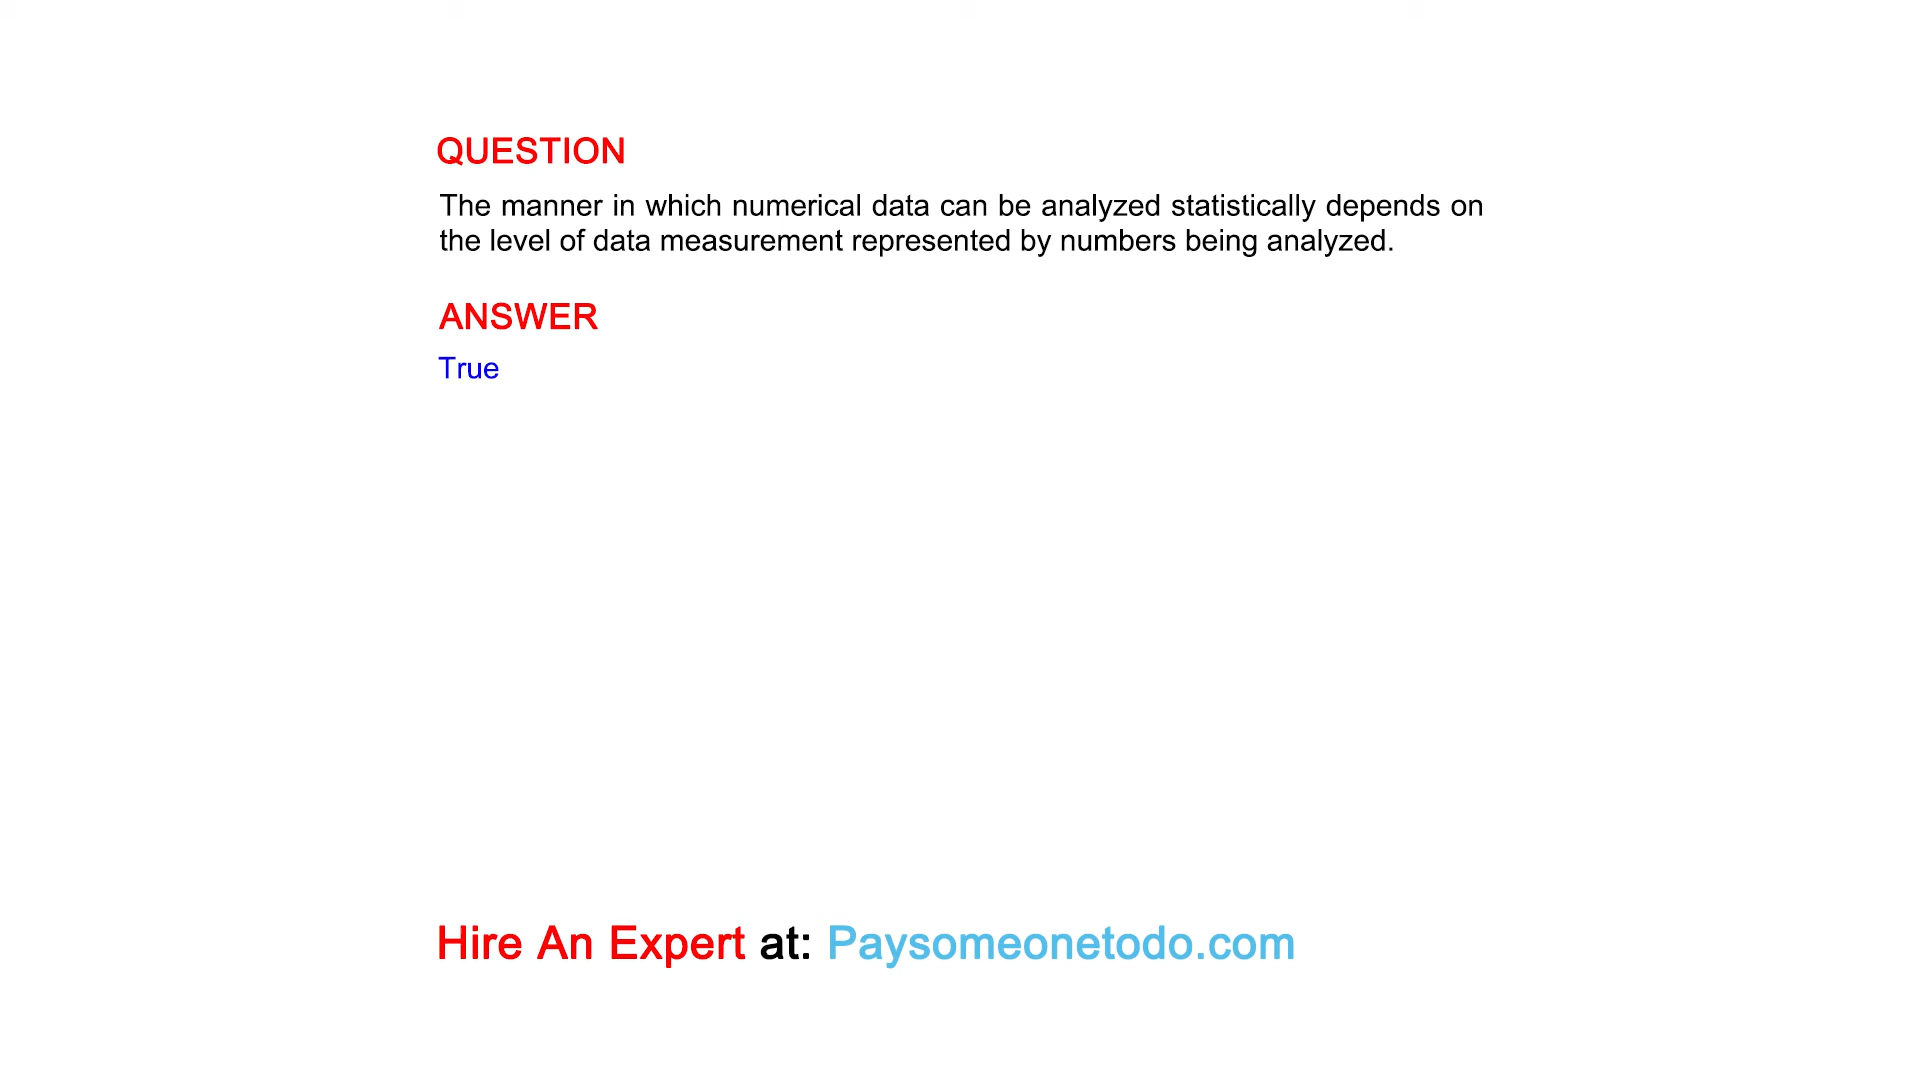 QUESTION
The manner in which numerical data can be analyzed statistically depends on
the level of data measurement represented by numbers being analyzed.
ANSWER
True
Hire An Expert at: Paysomeonetodo.com